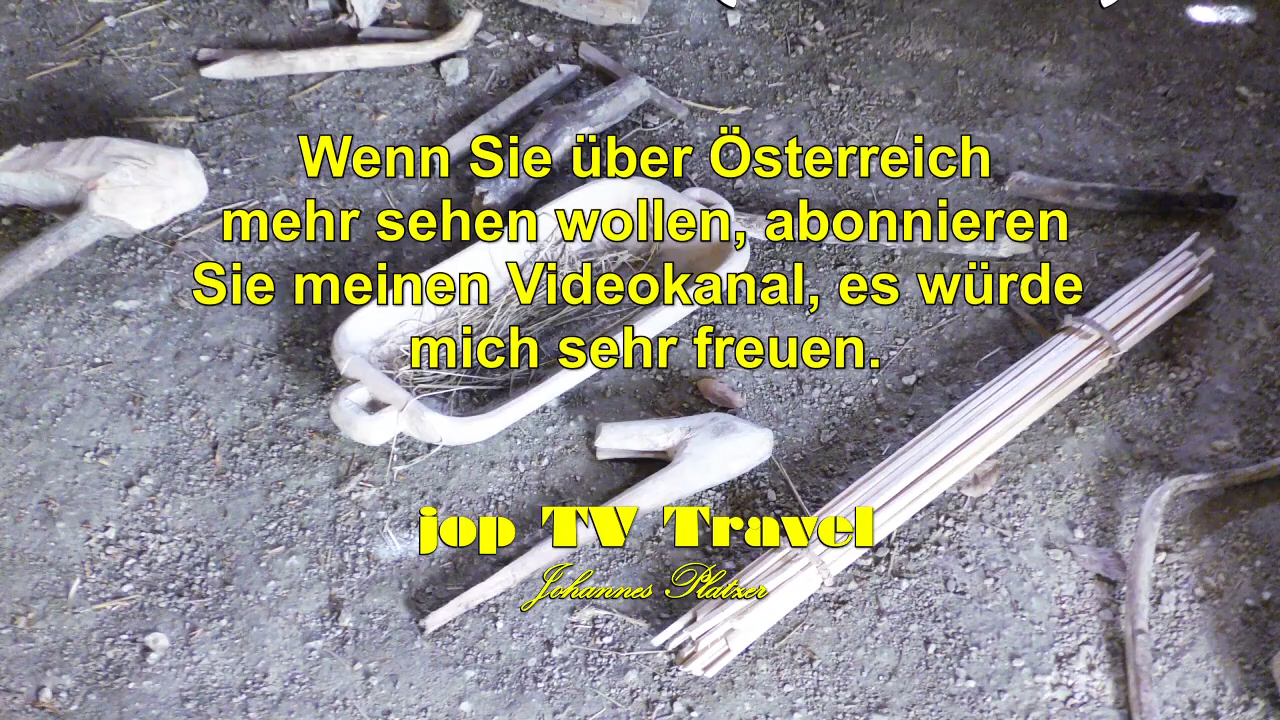 Wenn Sie über Österreich
mehr sehen wollen, abonnieren
Sie meinen Videokanal, es würde
mich sehr freuen.
jop TV Travel
Johannes Platzer